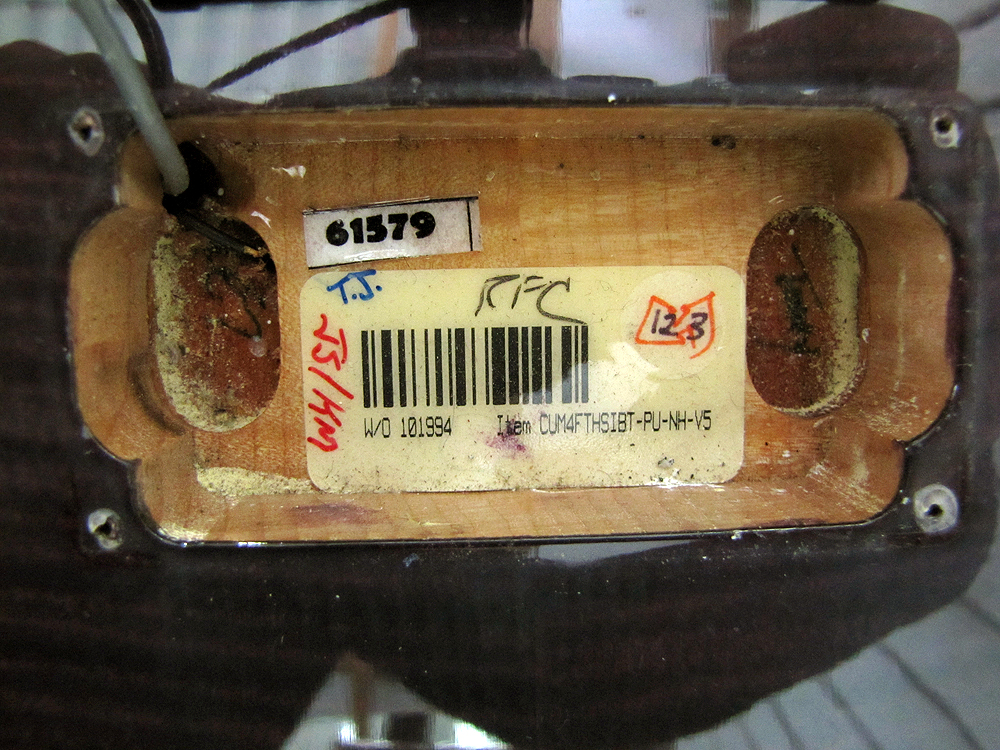 61579
T.J.
RFC
123
JS/KM
W/O 101994 Item CUM4FTHSIBT-PU-NH-V5